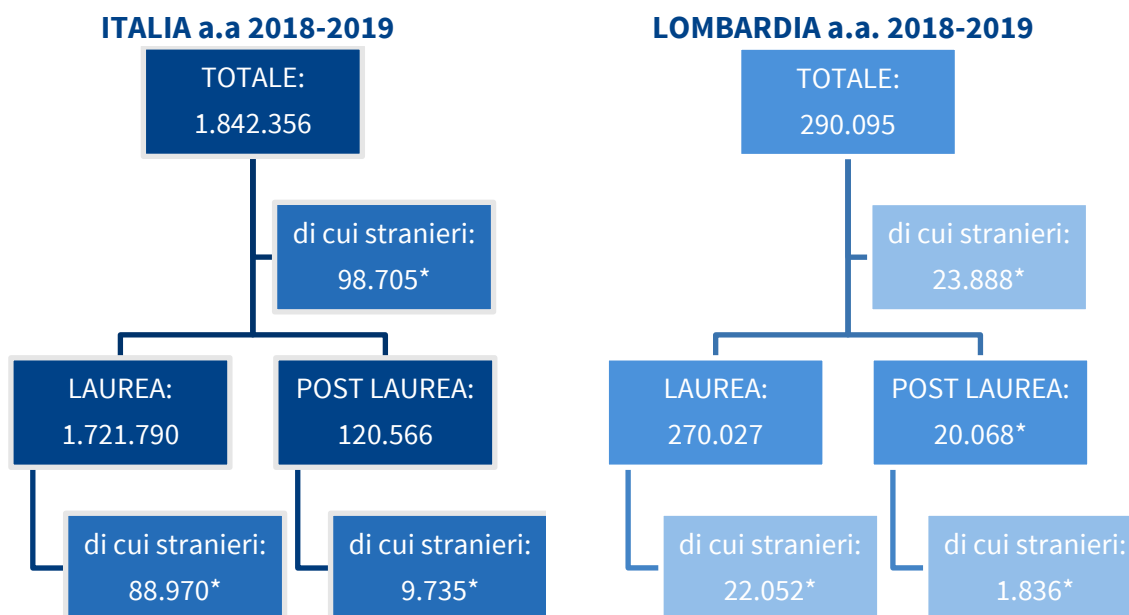 ITALIA a.a 2018-2019
TOTALE:
1.842.356
di cui stranieri:
98.705*
LAUREA:
1.721.790
POST LAUREA:
120.566
di cui stranieri:
88.970*
di cui stranieri:
9.735*
LOMBARDIA a.a. 2018-2019
TOTALE:
290.095
di cui stranieri:
23.888*
LAUREA:
270.027
POST LAUREA:
20.068*
di cui stranieri:
22.052*
di cui stranieri:
1.836*